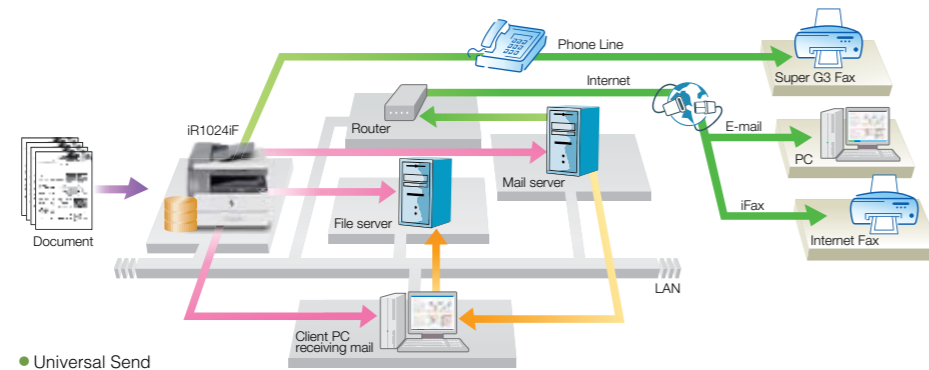 Phone Line
Super G3 Fax
Internet
iR1024iF
Router
E-mail
PC
Mail server
Document
File server
iFax
Internet Fax
LAN
Client PC
receiving mail
● Universal Send